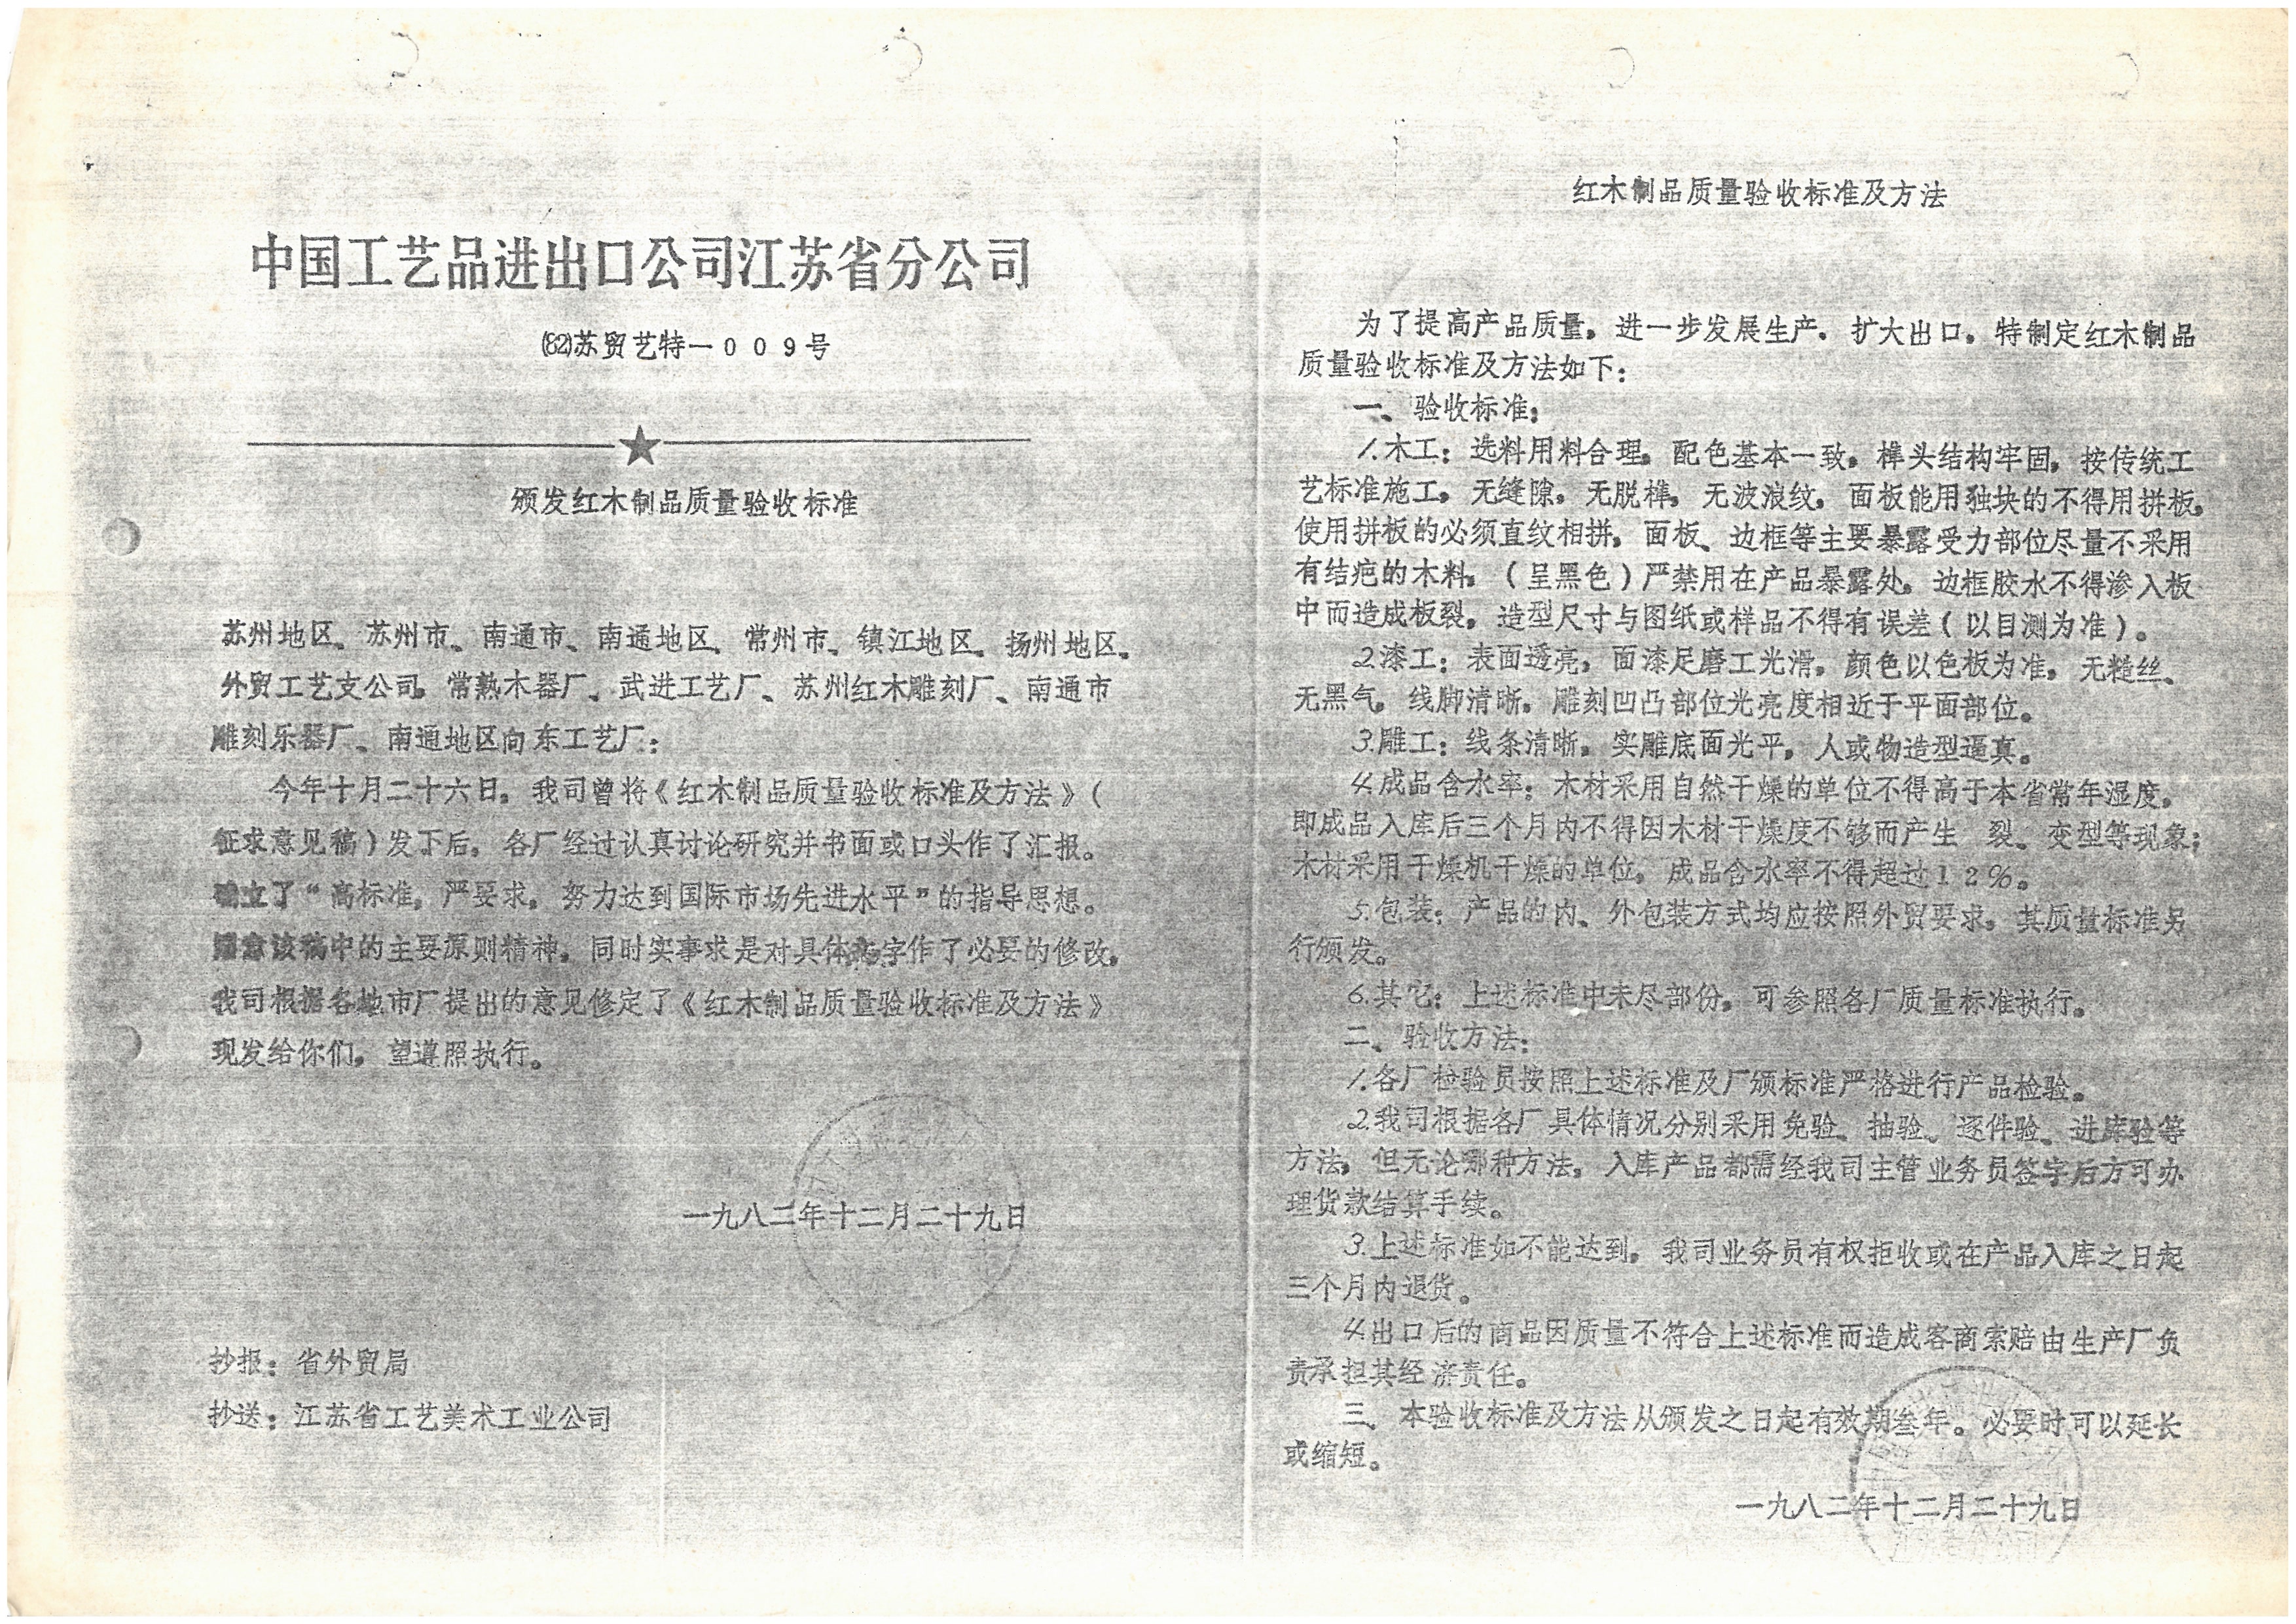 中国工艺品进出口公司江苏省分公司
(82)苏贸艺特一009号
颁发红木制品质量验收标准
苏州地区、苏州市、南通市、南通地区、常州市、镇江地区、扬州地区、
外贸工艺支公司，常熟木器厂、武进工艺厂、苏州红木雕刻厂、南通市
雕刻乐器厂、南通地区向东工艺厂：
今年十月二十六日，我司曾将《红木制品质量验收标准及方法》（
征求意见稿）发下后，各厂经过认真讨论研究并书面或口头作了汇报。
确立了“高标准，严要求，努力达到国际市场先进水平”的指导思想。
该稿中的主要原则精神，同时实事求是对具体字作了必要的修改，
我司根据各地市厂提出的意见修定了《红木制品质量验收标准及方法》
现发给你们，望遵照执行。
一九八二年十二月二十九日
抄报：省外贸局
抄送：江苏省工艺美术工业公司
红木制品质量验收标准及方法
为了提高产品质量，进一步发展生产，扩大出口，特制定红木制品
质量验收标准及方法如下：
一、验收标准：
1.木工：选料用料合理，配色基本一致，榫头结构牢固，按传统工
艺标准施工，无缝隙，无脱榫，无波浪纹，面板能用独块的不得用拼板，
使用拼板的必须直纹相拼，面板、边框等主要暴露受力部位尽量不采用
有结疤的木料，（呈黑色）严禁用在产品暴露处，边框胶水不得渗入板
中而造成板裂，造型尺寸与图纸或样品不得有误差（以目测为准）。
2.漆工：表面透亮，面漆足磨工光滑，颜色以色板为准，无糙丝、
无黑气，线脚清晰，雕刻凹凸部位光亮度相近于平面部位。
3.雕工：线条清晰，实雕底面光平，人或物造型逼真。
4.成品含水率：木材采用自然干燥的单位不得高于本省常年湿度，
即成品入库后三个月内不得因木材干燥度不够而产生 裂、变型等现象；
木材采用干燥机干燥的单位，成品含水率不得超过12％。
5.包装：产品的内、外包装方式均应按照外贸要求，其质量标准另
行颁发。
6.其它：上述标准中未尽部份，可参照各厂质量标准执行。
二、验收方法：
1.各厂检验员按照上述标准及厂颁标准严格进行产品检验。
2.我司根据各厂具体情况分别采用免验、抽验、逐件验、进库验等
方法，但无论哪种方法，入库产品都需经我司主管业务员签字后方可办
理货款结算手续。
3.上述标准如不能达到，我司业务员有权拒收或在产品入库之日起
三个月内退货。
4.出口后的商品因质量不符合上述标准而造成客商索赔由生产厂负
责承担其经济责任。
三、本验收标准及方法从颁发之日起有效期叁年。必要时可以延长
或缩短。
一九八二年十二月二十九日